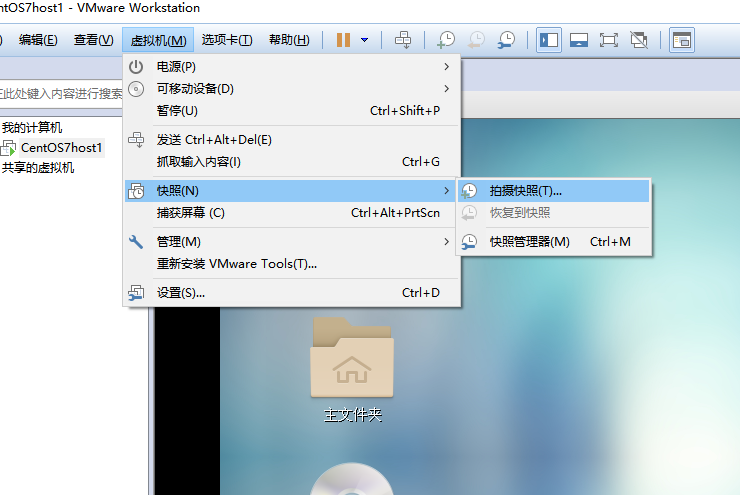 ntOS7host1 - VMware Workstation
) 编辑(E) 查看(V) 虚拟机(M) 选项卡(T) 帮助(H)
在此处键入内容进行搜索
我的计算机
CentOS7host1
共享的虚拟机
电源(P)
可移动设备(D)
暂停(U) Ctrl+Shift+P
发送 Ctrl+Alt+Del(E)
抓取输入内容(I) Ctrl+G
快照(N)
捕获屏幕 (C) Ctrl+Alt+PrtScn
管理(M)
重新安装 VMware Tools(T)...
设置(S)... Ctrl+D
拍摄快照(T)...
恢复到快照
快照管理器(M) Ctrl+M
主文件夹